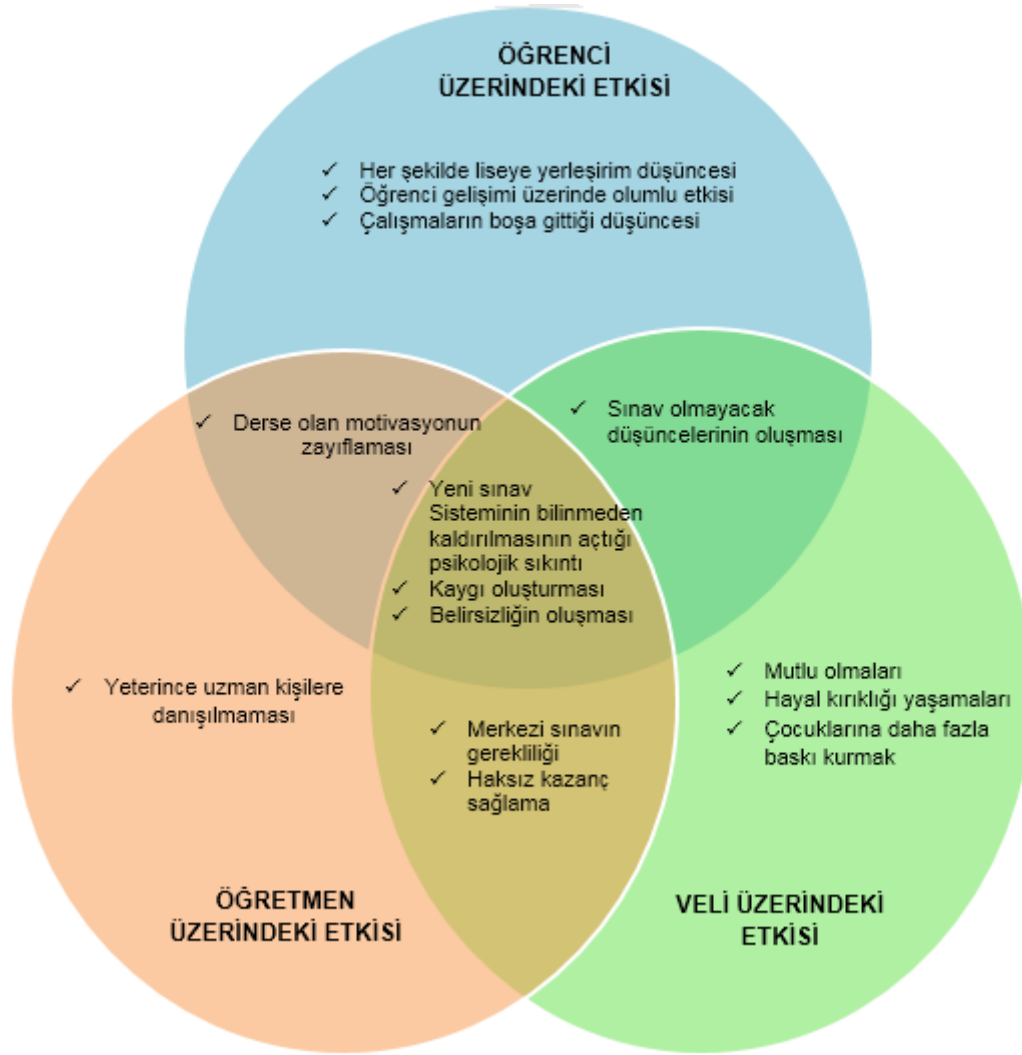 ÖĞRENCİ
ÜZERİNDEKİ ETKİSİ
✓ Her şekilde liseye yerleşirim düşüncesi
✓ Öğrenci gelişimi üzerinde olumlu etkisi
✓ Çalışmaların boşa gittiği düşüncesi
✓ Derse olan motivasyonun
zayıflaması
✓ Sınav olmayacak
düşüncelerinin oluşması
✓ Yeni sınav
Sisteminin bilinmeden
kaldırılmasının açtığı
psikolojik sıkıntı
✓ Kaygı oluşturması
✓ Belirsizliğin oluşması
✓ Yeterince uzman kişilere
danışılmaması
✓ Merkezi sınavın
gerekliliği
✓ Haksız kazanç
sağlama
✓ Mutlu olmaları
✓ Hayal kırıklığı yaşamaları
✓ Çocuklarına daha fazla
baskı kurmak
ÖĞRETMEN
ÜZERİNDEKİ ETKİSİ
VELİ ÜZERİNDEKİ
ETKİSİ